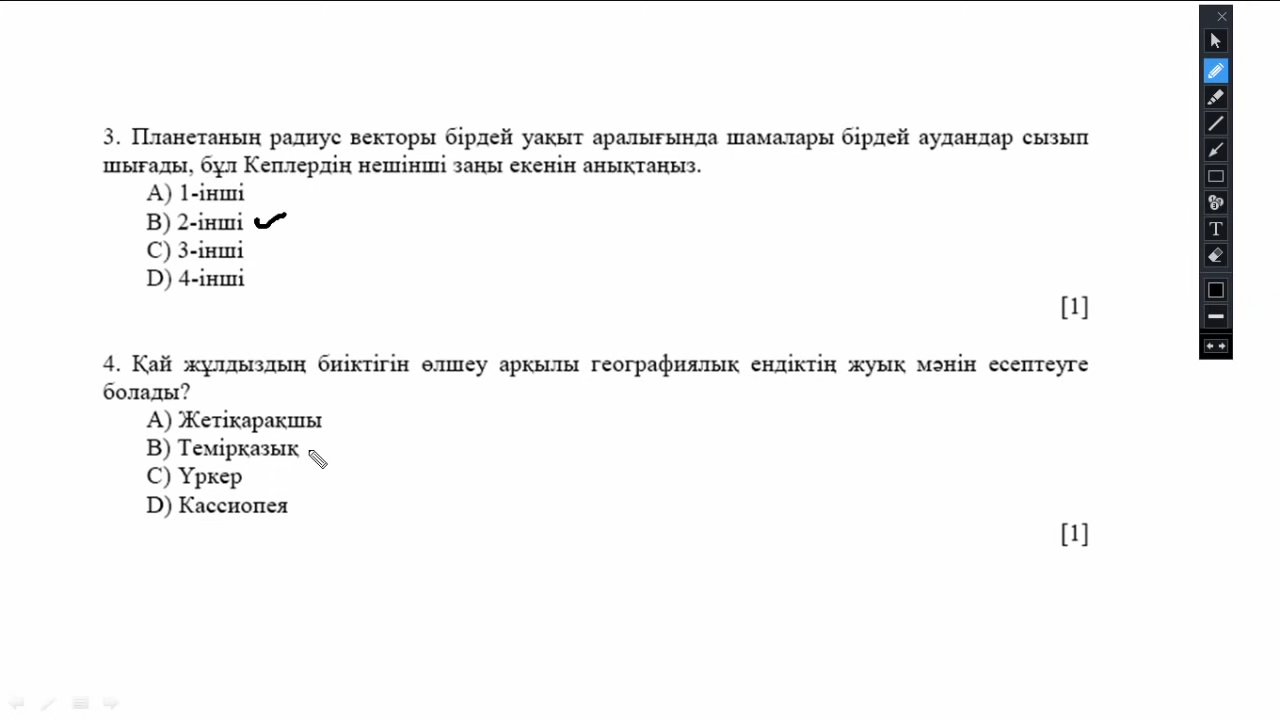 3. Планетаның радиус векторы бірдей уақыт аралығында шамалары бірдей аудандар сызып
шығады, бұл Кеплердің нешінші заңы екенін анықтаңыз.
A) 1-інші
B) 2-інші
C) 3-інші
D) 4-інші
[1]
4. Қай жұлдыздың биіктігін өлшеу арқылы географиялық ендіктің жуық мәнін есептеуге
болады?
A) Жетіқарақшы
B) Темірқазық
C) Үркер
D) Кассиопея
[1]
T